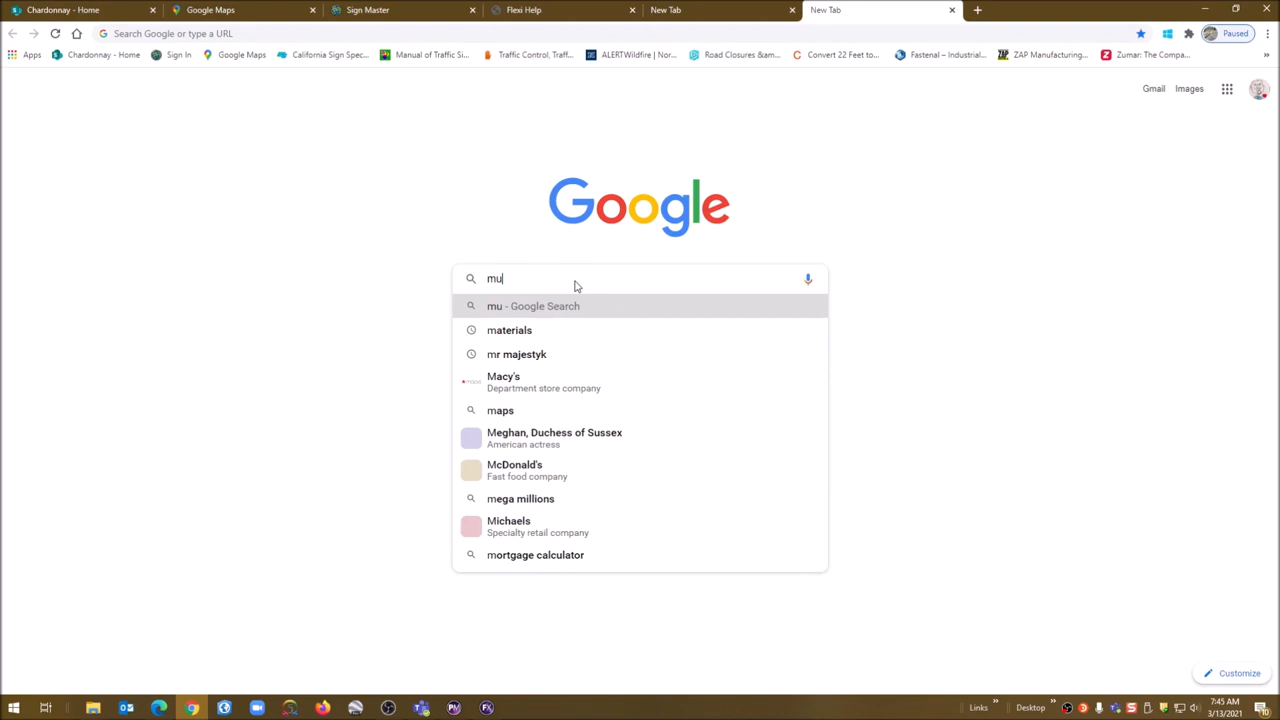 Chardonnay - Home
Google Maps
Sign Master
Flexi Help
New Tab
New Tab
Search Google or type a URL
Paused
Apps
Chardonnay - Home
Sign In
Google Maps
California Sign Spec...
Manual of Traffic Si...
Traffic Control, Traff...
ALERTWildfire | Nor...
Road Closures &am...
Convert 22 Feet to...
Fastenal – Industrial...
ZAP Manufacturing,...
Zumar: The Compa...
»
Gmail
Images
Google
mu
mu - Google Search
materials
mr majestyk
Macy's
Department store company
maps
Meghan, Duchess of Sussex
American actress
McDonald's
Fast food company
mega millions
Michaels
Specialty retail company
mortgage calculator
Customize
Links »
Desktop »
7:45 AM
3/13/2021